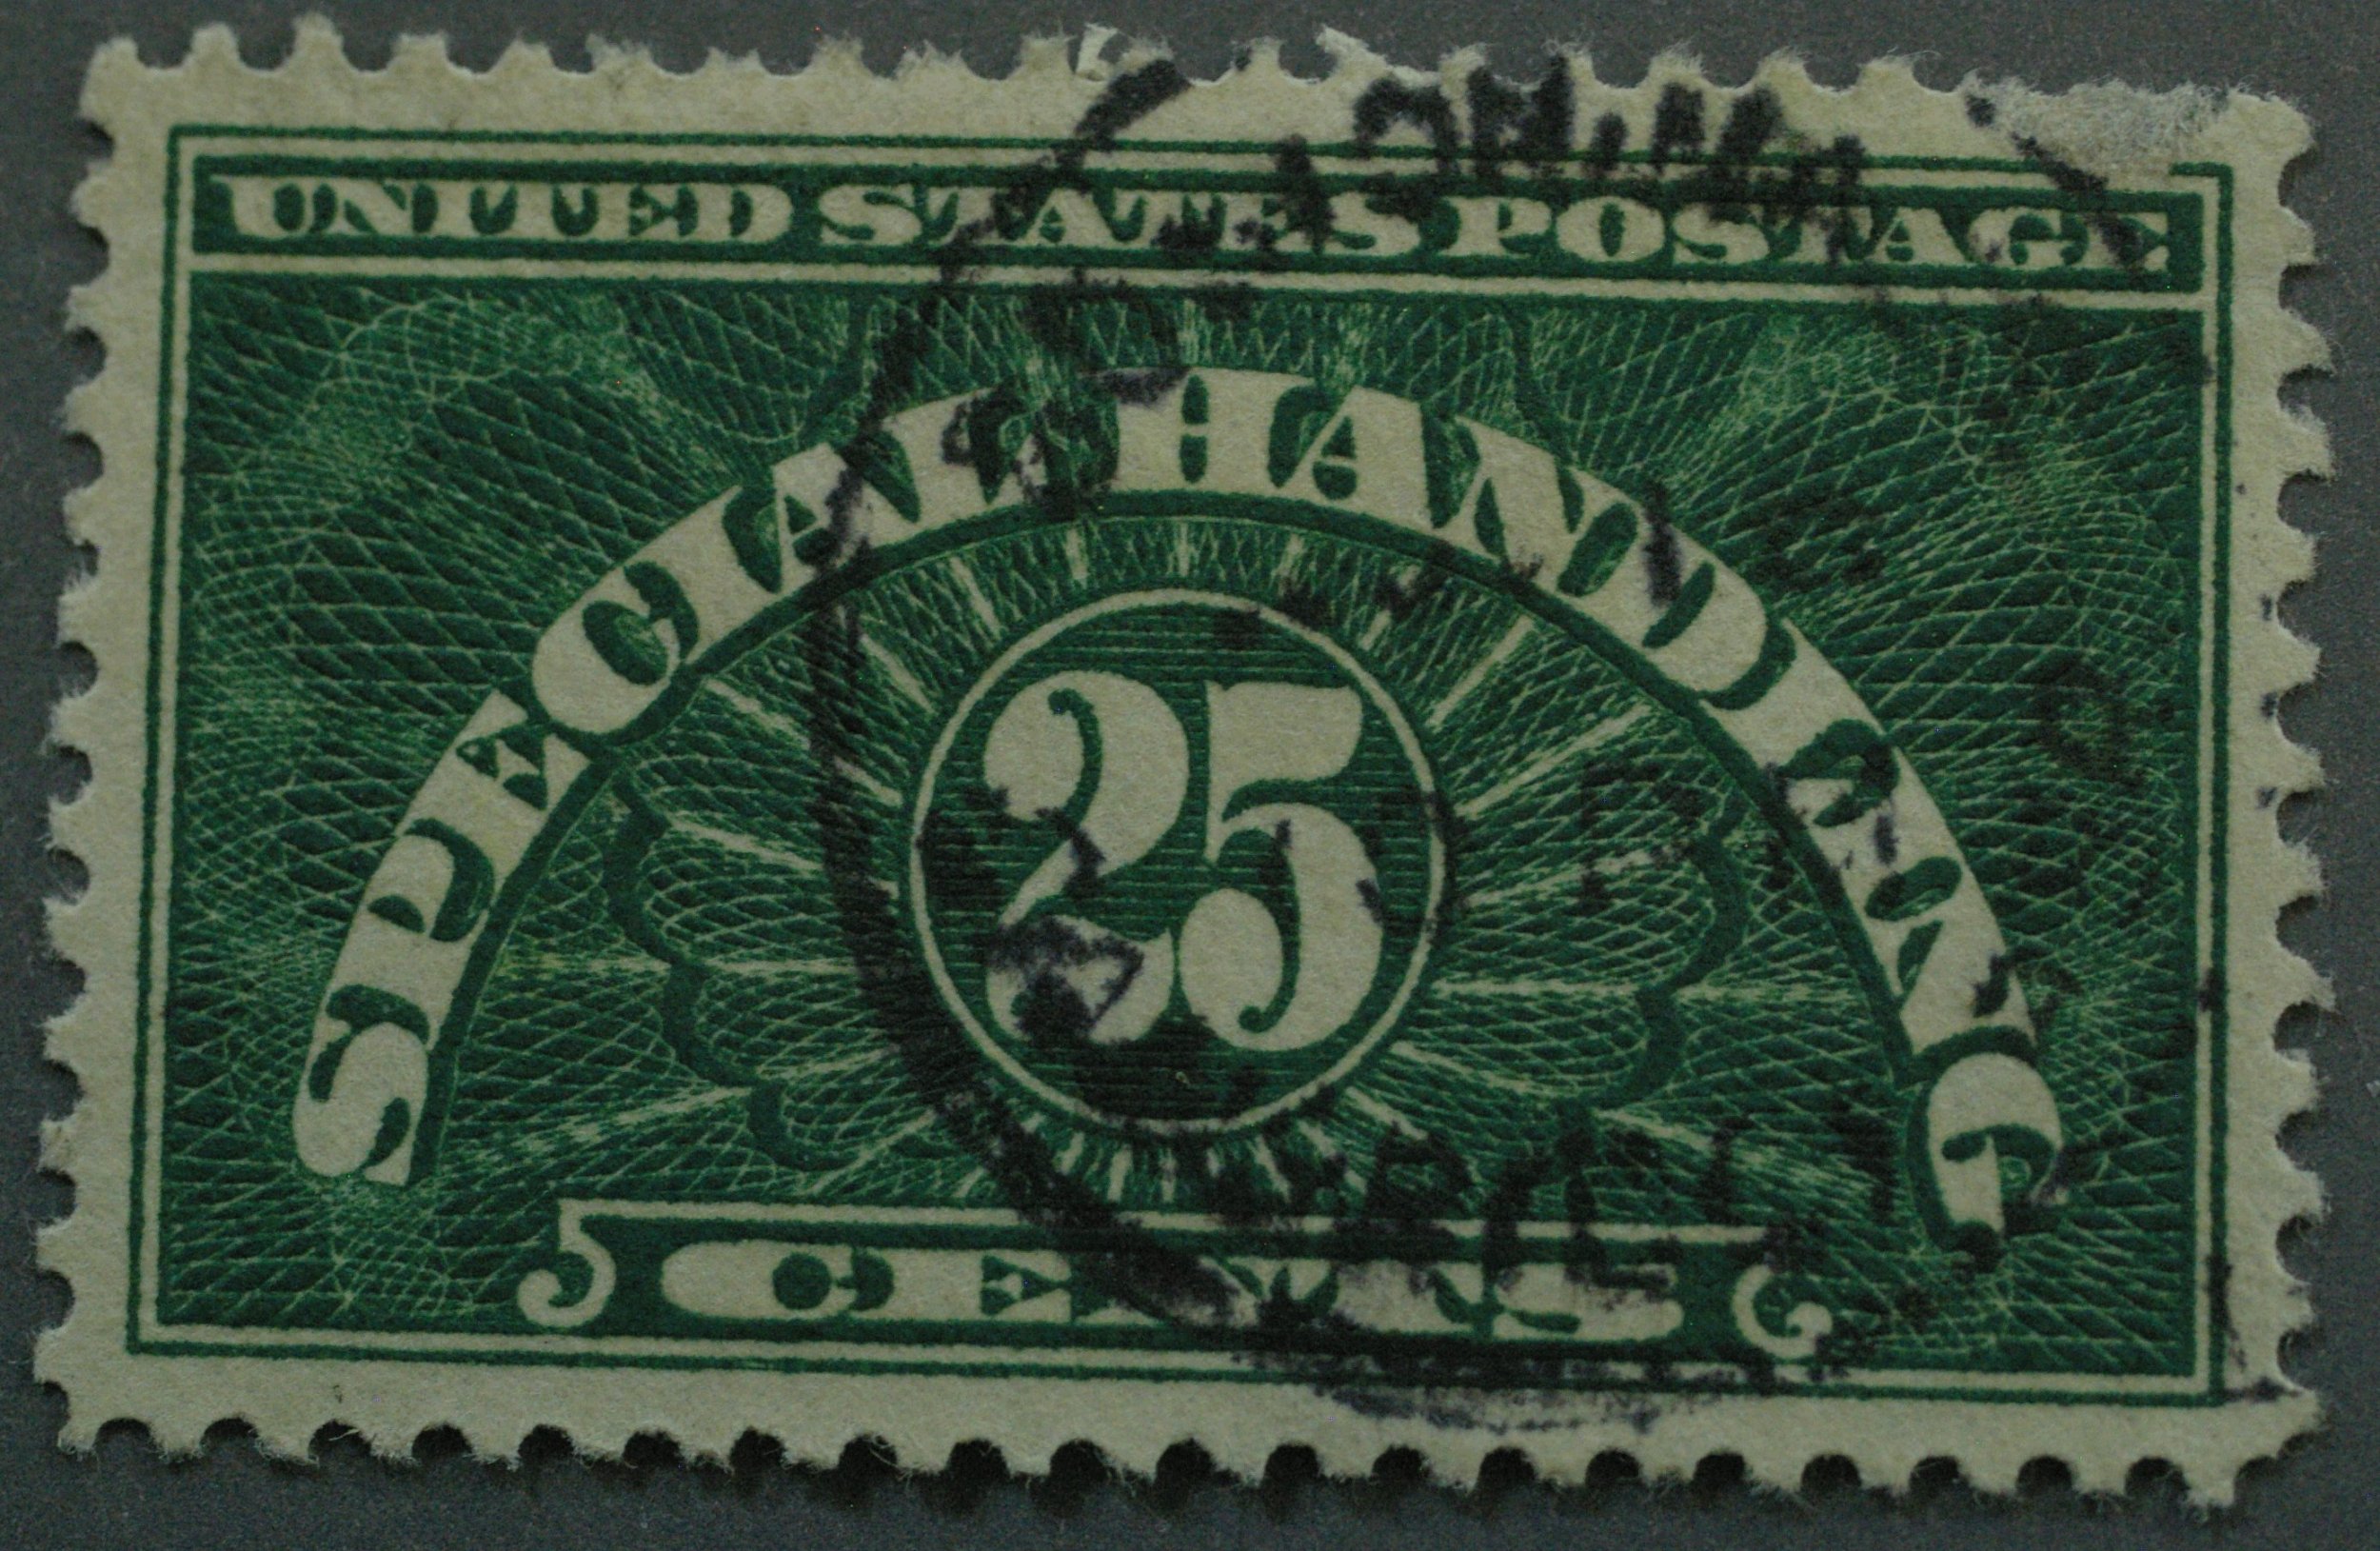 UNITED STATES POSTAGE
SPECIAL HANDLING
25
CENTS